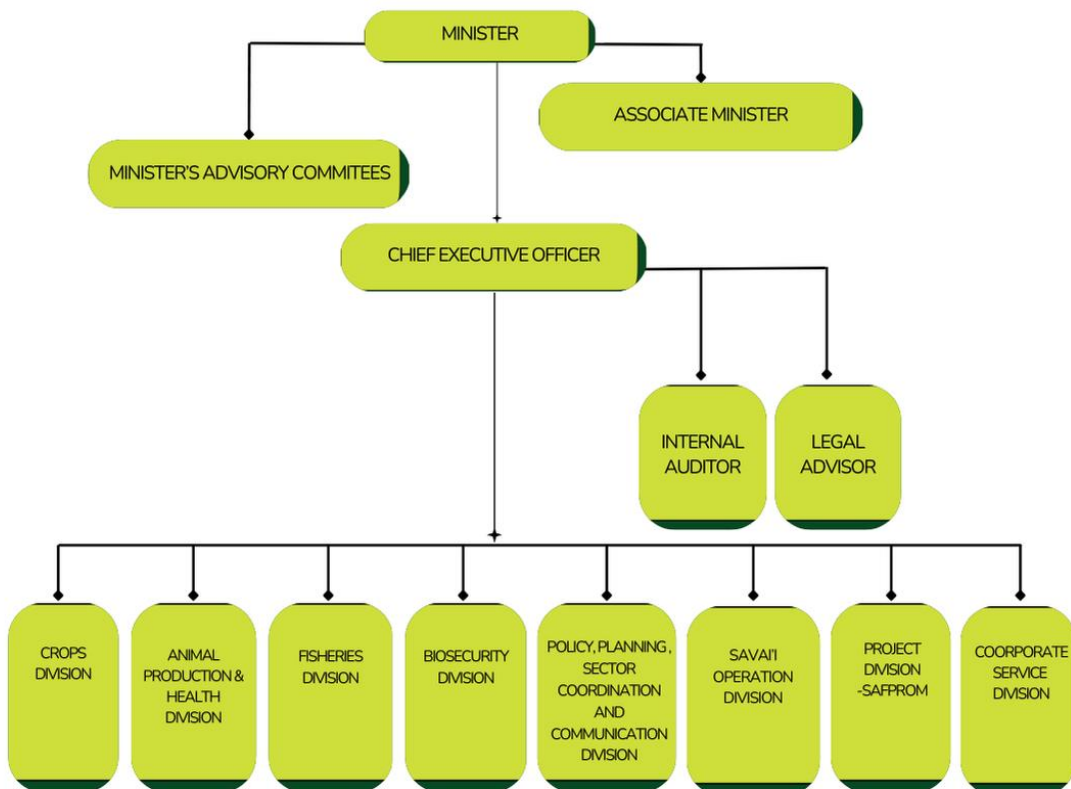 MINISTER
ASSOCIATE MINISTER
MINISTER'S ADVISORY COMMITEES
CHIEF EXECUTIVE OFFICER
INTERNAL
AUDITOR
LEGAL
ADVISOR
CROPS
DIVISION
ANIMAL
PRODUCTION &
HEALTH
DIVISION
FISHERIES
DIVISION
BIOSECURITY
DIVISION
POLICY, PLANNING ,
SECTOR
COORDINATION
AND
COMMUNICATION
DIVISION
SAVAI'I
OPERATION
DIVISION
PROJECT
DIVISION
-SAFPROM
COORPORATE
SERVICE
DIVISION